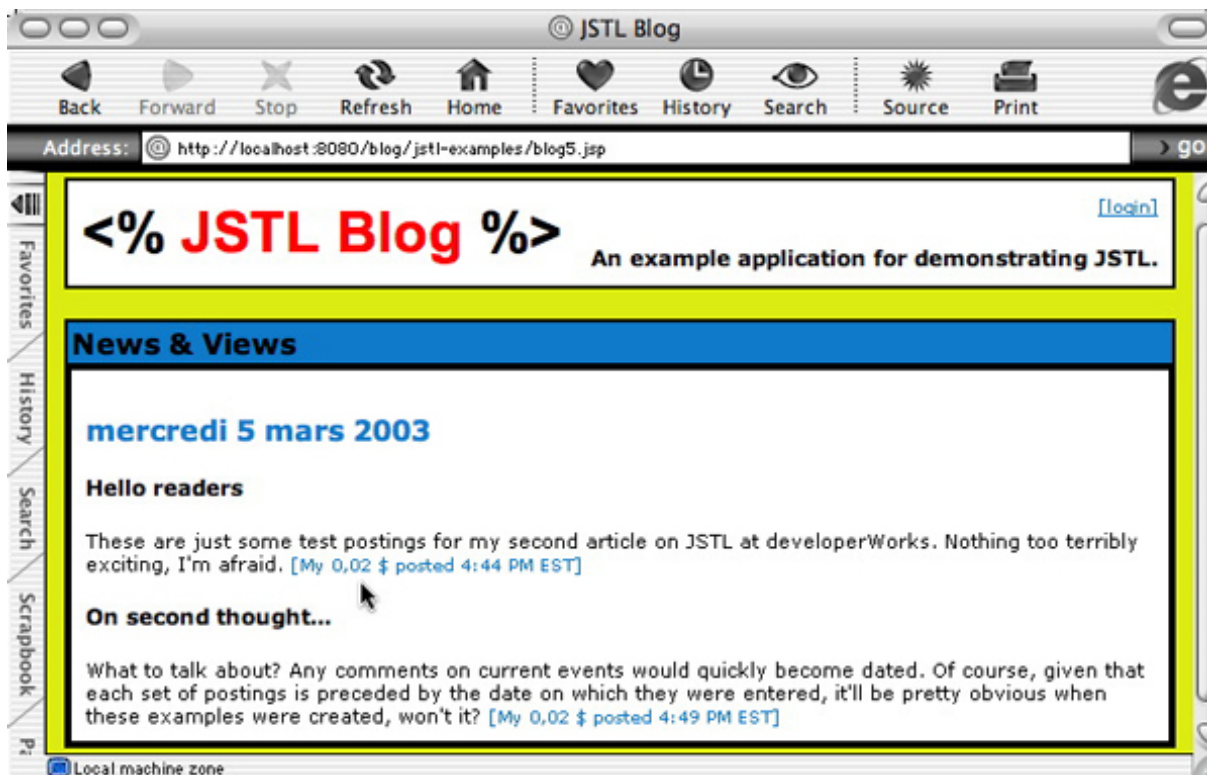 JSTL Blog
Back Forward Stop Refresh Home Favorites History Search Source Print
Address: http://localhost:8080/blog/jstl-examples/blog5.jsp go
Favorites
History
Search
Scrapbook
[login]
<% JSTL Blog %>
An example application for demonstrating JSTL.
News & Views
mercredi 5 mars 2003
Hello readers
These are just some test postings for my second article on JSTL at developerWorks. Nothing too terribly
exciting, I'm afraid. [My 0,02 $ posted 4:44 PM EST]
On second thought...
What to talk about? Any comments on current events would quickly become dated. Of course, given that
each set of postings is preceded by the date on which they were entered, it'll be pretty obvious when
these examples were created, won't it? [My 0,02 $ posted 4:49 PM EST]
Local machine zone